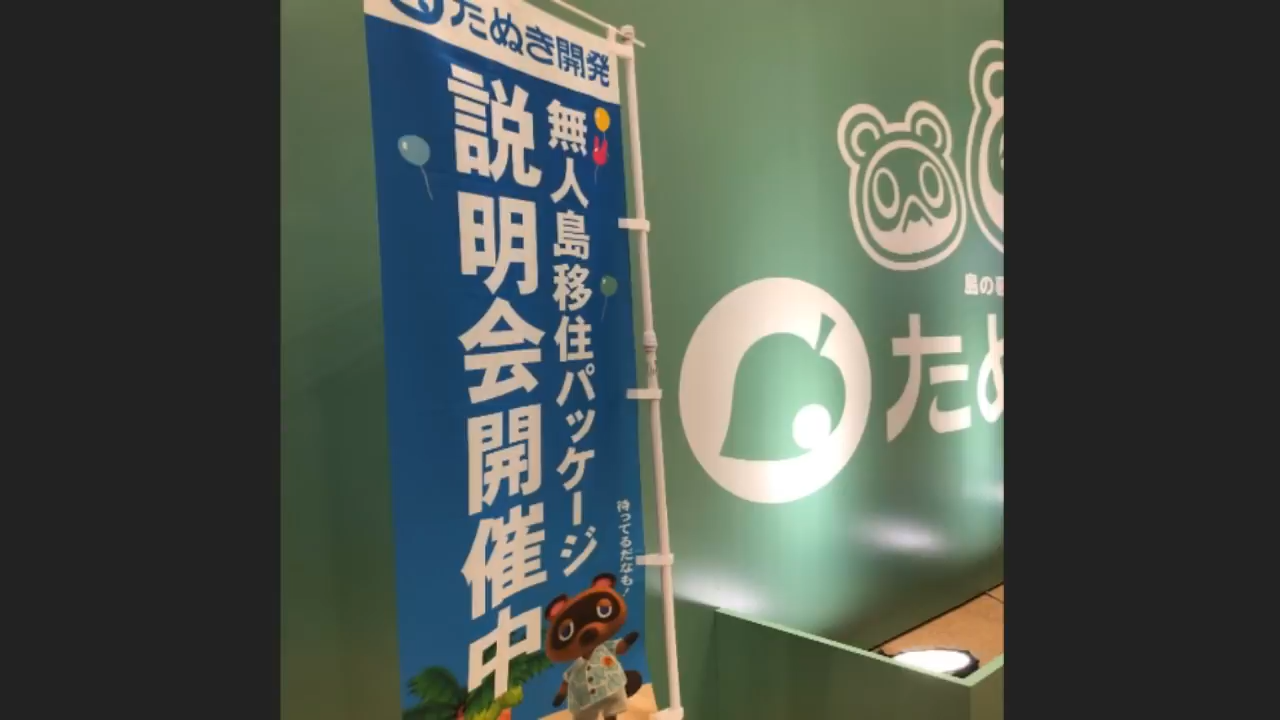 たぬき開発
無人島移住パッケージ
説明会開催中
待ってるだなも!
島の
たぬ